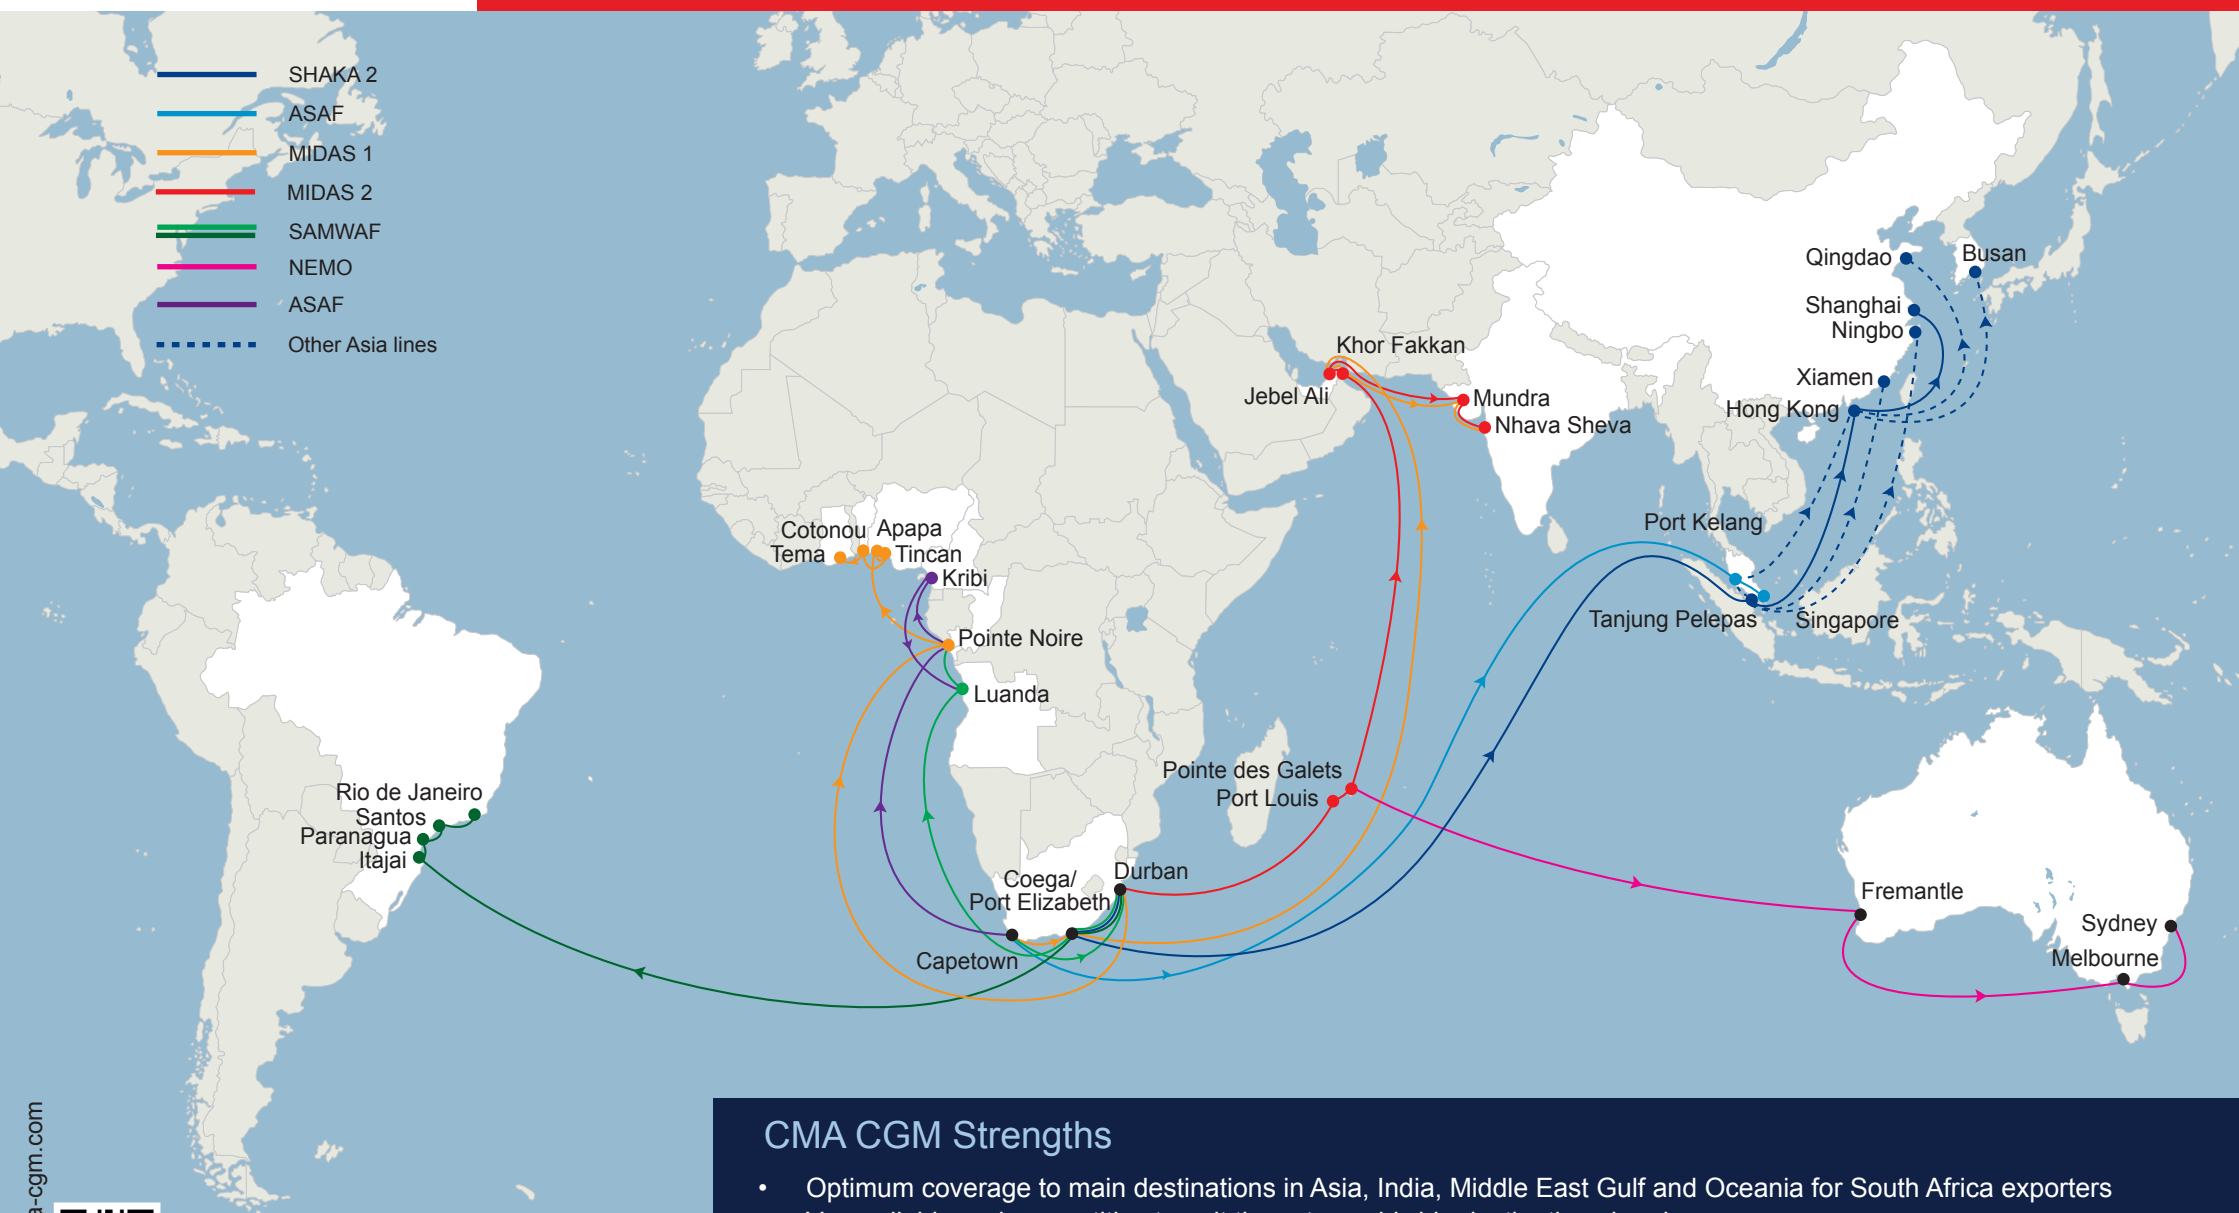 SHAKA 2
ASAF
MIDAS 1
MIDAS 2
SAMWAF
NEMO
ASAF
Other Asia lines
Qingdao
Busan
Shanghai
Ningbo
Xiamen
Hong Kong
Khor Fakkan
Jebel Ali
Mundra
Nhava Sheva
Port Kelang
Tanjung Pelepas
Singapore
Cotonou
Apapa
Tema
Tincan
Kribi
Pointe Noire
Luanda
Pointe des Galets
Port Louis
Rio de Janeiro
Santos
Paranagua
Itajai
Durban
Coega/
Port Elizabeth
Capetown
Fremantle
Sydney
Melbourne
a-cgm.com
CMA CGM Strengths
• Optimum coverage to main destinations in Asia, India, Middle East Gulf and Oceania for South Africa exporters